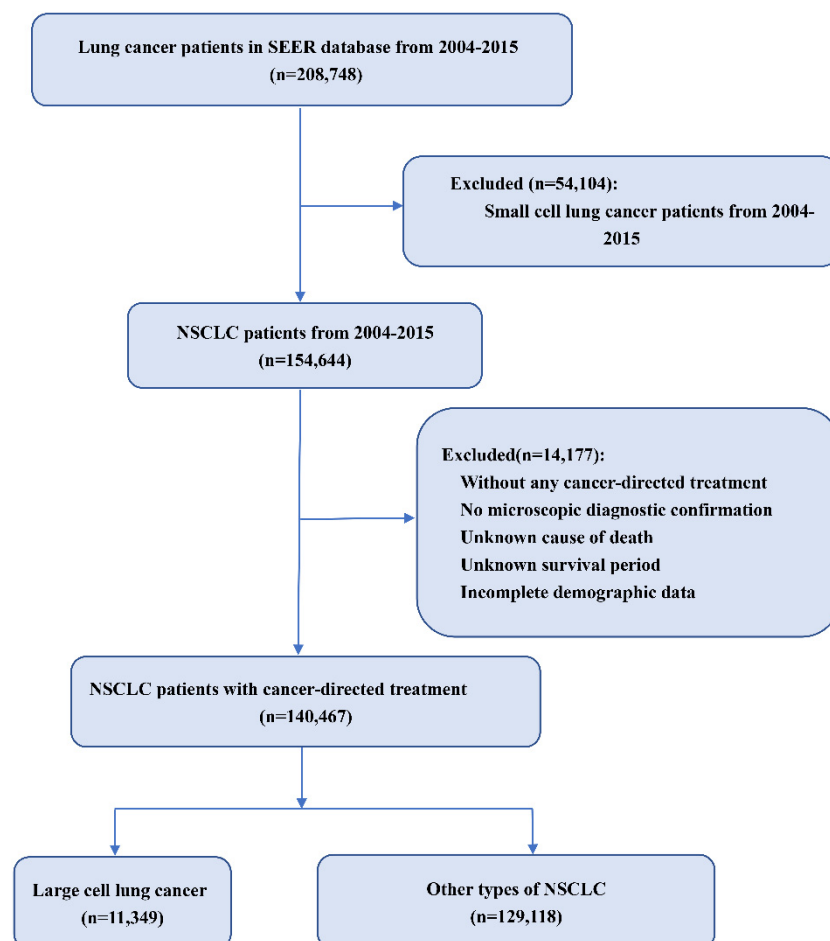 Lung cancer patients in SEER database from 2004-2015
(n=208,748)
Excluded (n=54,104):
Small cell lung cancer patients from 2004-
2015
NSCLC patients from 2004-2015
(n=154,644)
Excluded(n=14,177):
Without any cancer-directed treatment
No microscopic diagnostic confirmation
Unknown cause of death
Unknown survival period
Incomplete demographic data
NSCLC patients with cancer-directed treatment
(n=140,467)
Large cell lung cancer
(n=11,349)
Other types of NSCLC
(n=129,118)